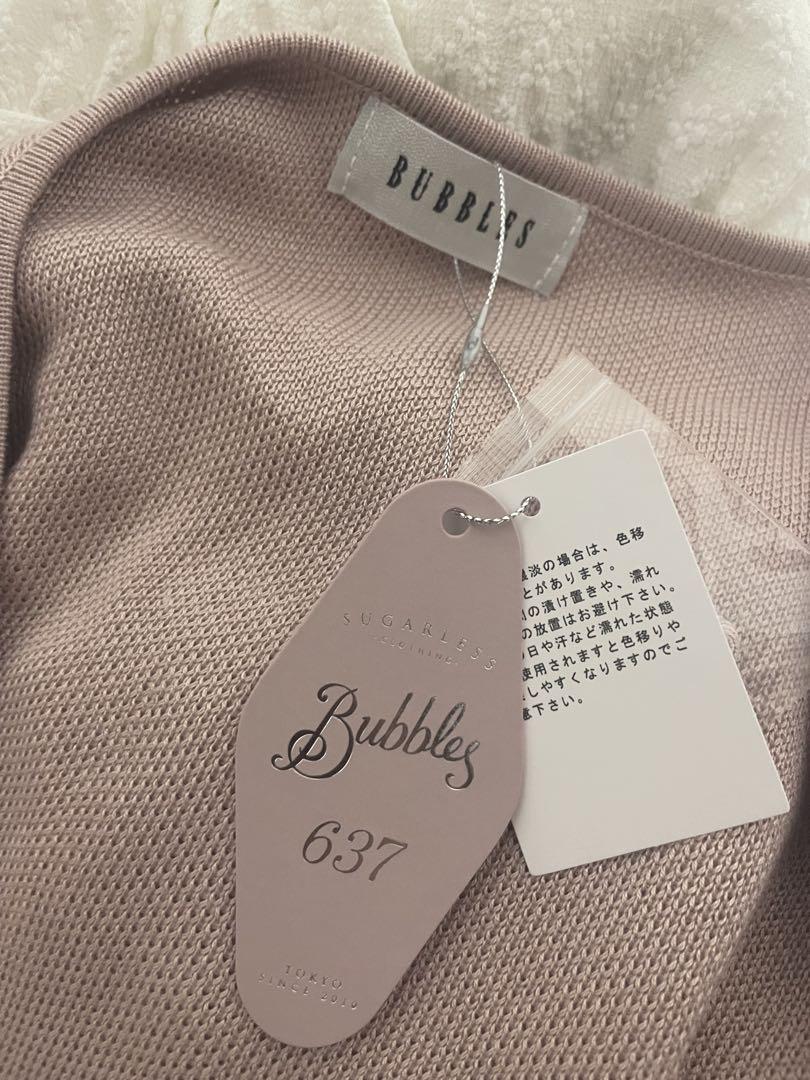 BUBBLES
SUGARLESS
CLOTHING
Bubbles
637
TOKYO
SINCE 2010
淡の場合は、色移
とがあります。
の漬け置きや、濡れ
の放置はお避け下さい。
日や汗など濡れた状態
使用されますと色移りや
しやすくなりますのでご
意下さい。